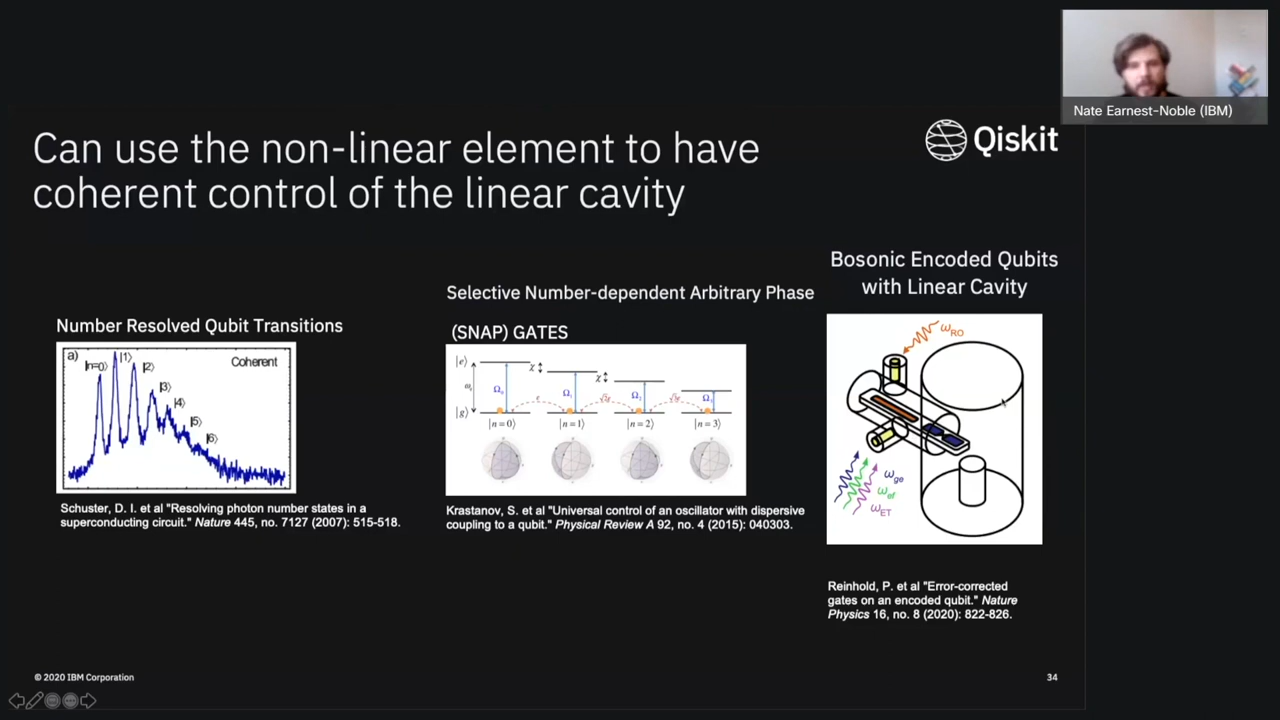 Nate Earnest-Noble (IBM)
Can use the non-linear element to have
coherent control of the linear cavity
Qiskit
Number Resolved Qubit Transitions
a)
|n=0⟩
|1⟩
|2⟩
|3⟩
|4⟩
|5⟩
|6⟩
Coherent
Schuster, D. I. et al "Resolving photon number states in a
superconducting circuit." Nature 445, no. 7127 (2007): 515-518.
Selective Number-dependent Arbitrary Phase
(SNAP) GATES
|e⟩
χ
χ
Ω₀
Ω₁
Ω₂
ε
|g⟩
|n = 0⟩
|n = 1⟩
|n = 2⟩
|n = 3⟩
Krastanov, S. et al "Universal control of an oscillator with dispersive
coupling to a qubit." Physical Review A 92, no. 4 (2015): 040303.
Bosonic Encoded Qubits
with Linear Cavity
ωRO
ωge
ωef
ωET
Reinhold, P. et al "Error-corrected
gates on an encoded qubit." Nature
Physics 16, no. 8 (2020): 822-826.
© 2020 IBM Corporation
34